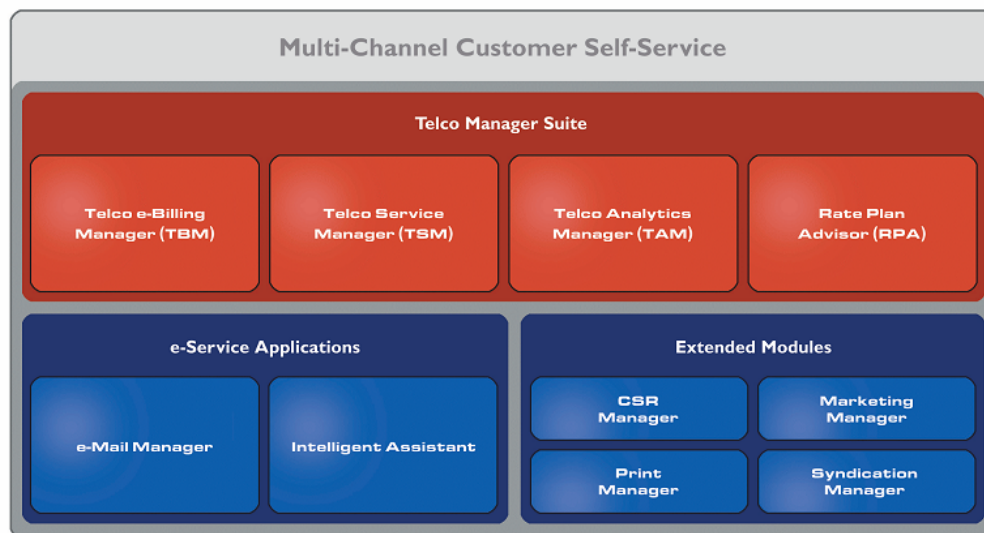 Multi-Channel Customer Self-Service
Telco Manager Suite
Telco e-Billing
Manager (TBM)
Telco Service
Manager (TSM)
Telco Analytics
Manager (TAM)
Rate Plan
Advisor (RPA)
e-Service Applications
e-Mail Manager
Intelligent Assistant
Extended Modules
CSR
Manager
Marketing
Manager
Print
Manager
Syndication
Manager